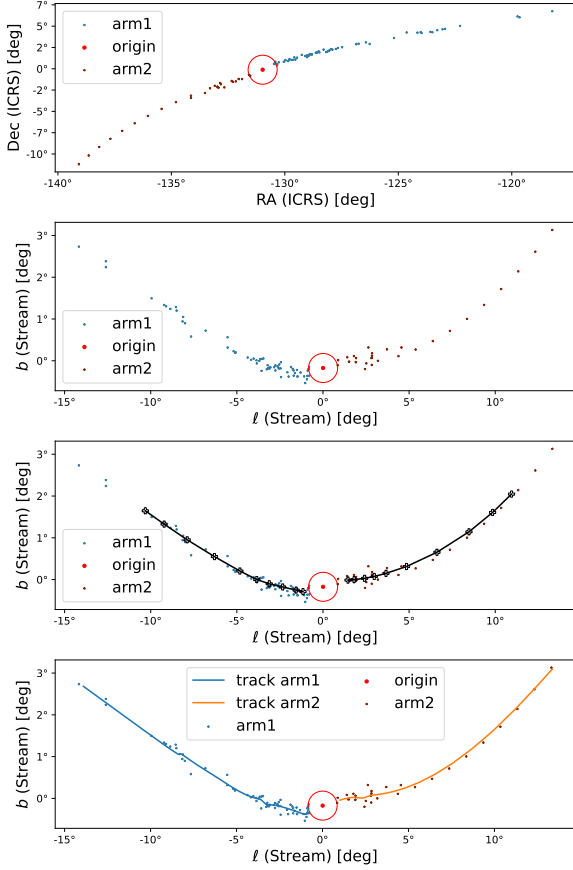 7°
5°
2°
0°
-2°
-5°
-7°
-10°
Dec (ICRS) [deg]
arm1
origin
arm2
-140° -135° -130° -125° -120°
RA (ICRS) [deg]
3°
2°
1°
0°
b (Stream) [deg]
arm1
origin
arm2
-15° -10° -5° 0° 5° 10°
ℓ (Stream) [deg]
3°
2°
1°
0°
b (Stream) [deg]
arm1
origin
arm2
-15° -10° -5° 0° 5° 10°
ℓ (Stream) [deg]
3°
2°
1°
0°
b (Stream) [deg]
track arm1 origin
track arm2 arm2
arm1
-15° -10° -5° 0° 5° 10°
ℓ (Stream) [deg]